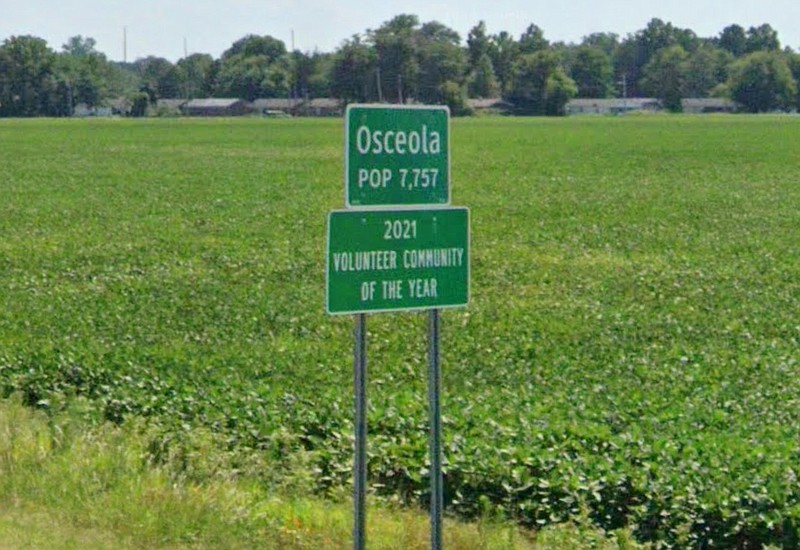 Osceola
POP 7,757
2021
VOLUNTEER COMMUNITY
OF THE YEAR